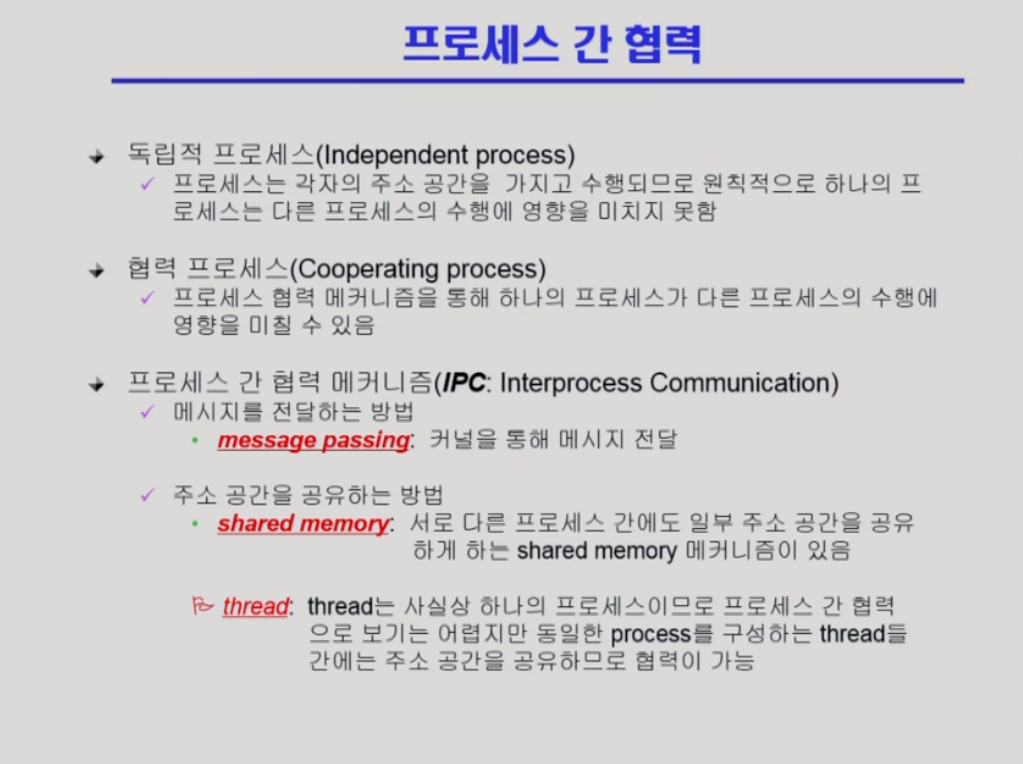 프로세스 간 협력
독립적 프로세스(Independent process)
프로세스는 각자의 주소 공간을 가지고 수행되므로 원칙적으로 하나의 프
로세스는 다른 프로세스의 수행에 영향을 미치지 못함
협력 프로세스(Cooperating process)
프로세스 협력 메커니즘을 통해 하나의 프로세스가 다른 프로세스의 수행에
영향을 미칠 수 있음
프로세스 간 협력 메커니즘(IPC: Interprocess Communication)
메시지를 전달하는 방법
message passing: 커널을 통해 메시지 전달
주소 공간을 공유하는 방법
shared memory: 서로 다른 프로세스 간에도 일부 주소 공간을 공유
하게 하는 shared memory 메커니즘이 있음
thread: thread는 사실상 하나의 프로세스이므로 프로세스 간 협력
으로 보기는 어렵지만 동일한 process를 구성하는 thread들
간에는 주소 공간을 공유하므로 협력이 가능